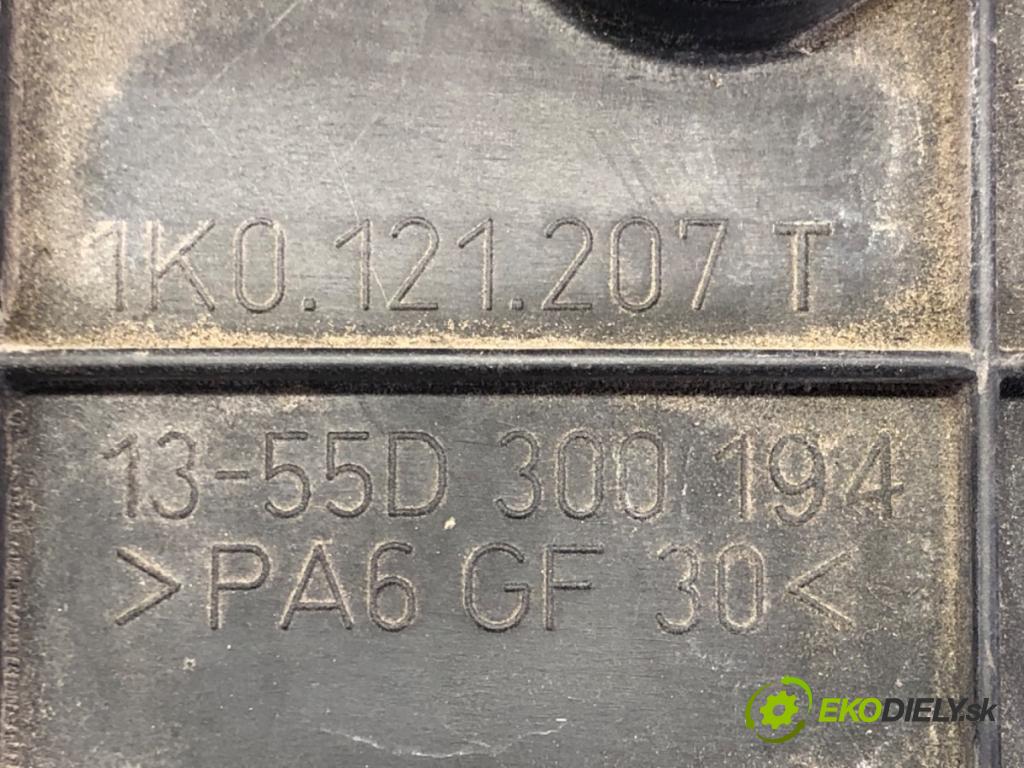 1K0.121.207 T
13-55D 300 194
>PA6 GF 30<
EKODIELY.sk